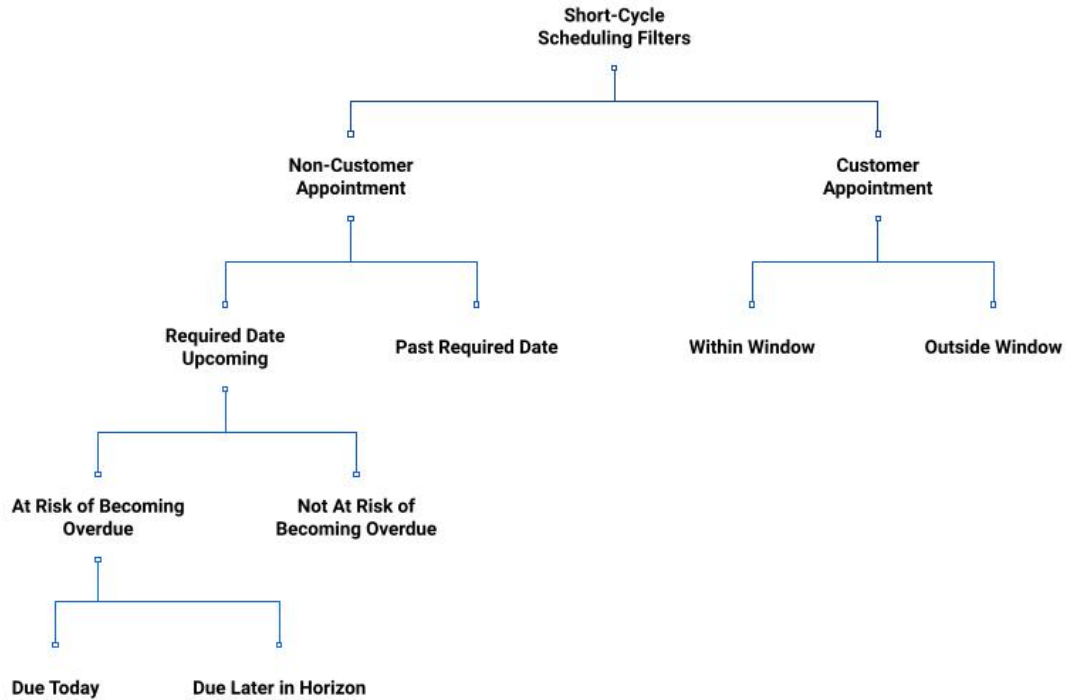 Short-Cycle
Scheduling Filters
Non-Customer
Appointment
Customer
Appointment
Required Date
Upcoming
Past Required Date
Within Window
Outside Window
At Risk of Becoming
Overdue
Not At Risk of
Becoming Overdue
Due Today
Due Later in Horizon